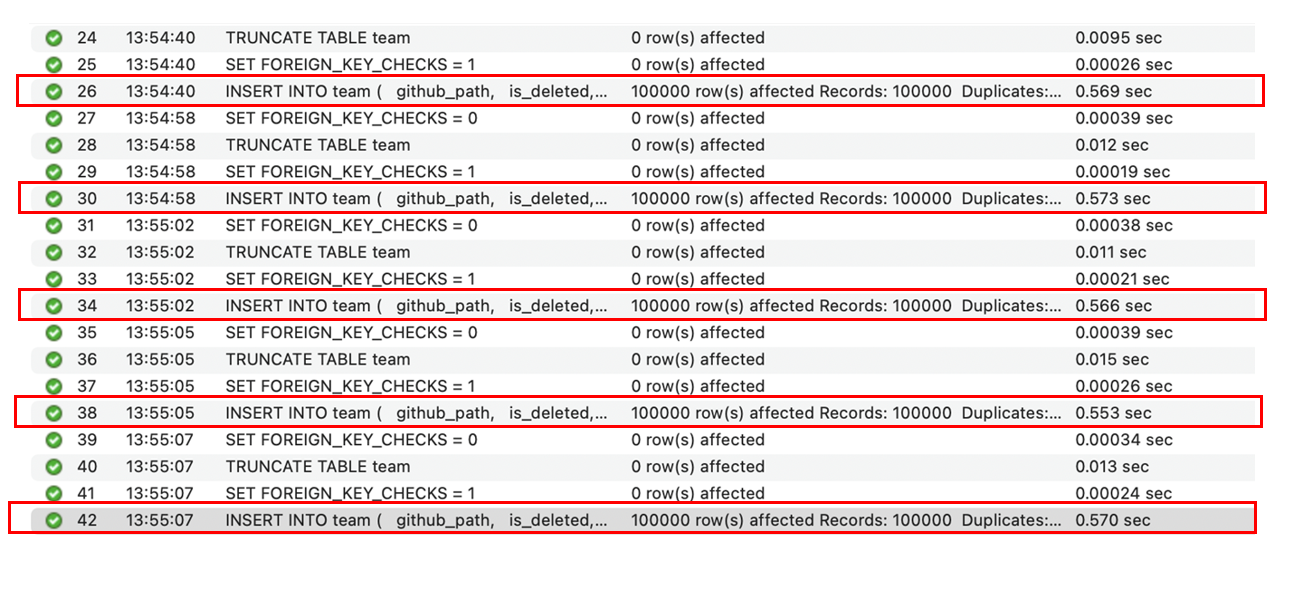 24 13:54:40 TRUNCATE TABLE team 0 row(s) affected 0.0095 sec
25 13:54:40 SET FOREIGN_KEY_CHECKS = 1 0 row(s) affected 0.00026 sec
26 13:54:40 INSERT INTO team ( github_path, is_deleted,... 100000 row(s) affected Records: 100000 Duplicates:... 0.569 sec
27 13:54:58 SET FOREIGN_KEY_CHECKS = 0 0 row(s) affected 0.00039 sec
28 13:54:58 TRUNCATE TABLE team 0 row(s) affected 0.012 sec
29 13:54:58 SET FOREIGN_KEY_CHECKS = 1 0 row(s) affected 0.00019 sec
30 13:54:58 INSERT INTO team ( github_path, is_deleted,... 100000 row(s) affected Records: 100000 Duplicates:... 0.573 sec
31 13:55:02 SET FOREIGN_KEY_CHECKS = 0 0 row(s) affected 0.00038 sec
32 13:55:02 TRUNCATE TABLE team 0 row(s) affected 0.011 sec
33 13:55:02 SET FOREIGN_KEY_CHECKS = 1 0 row(s) affected 0.00021 sec
34 13:55:02 INSERT INTO team ( github_path, is_deleted,... 100000 row(s) affected Records: 100000 Duplicates:... 0.566 sec
35 13:55:05 SET FOREIGN_KEY_CHECKS = 0 0 row(s) affected 0.00039 sec
36 13:55:05 TRUNCATE TABLE team 0 row(s) affected 0.015 sec
37 13:55:05 SET FOREIGN_KEY_CHECKS = 1 0 row(s) affected 0.00026 sec
38 13:55:05 INSERT INTO team ( github_path, is_deleted,... 100000 row(s) affected Records: 100000 Duplicates:... 0.553 sec
39 13:55:07 SET FOREIGN_KEY_CHECKS = 0 0 row(s) affected 0.00034 sec
40 13:55:07 TRUNCATE TABLE team 0 row(s) affected 0.013 sec
41 13:55:07 SET FOREIGN_KEY_CHECKS = 1 0 row(s) affected 0.00024 sec
42 13:55:07 INSERT INTO team ( github_path, is_deleted,... 100000 row(s) affected Records: 100000 Duplicates:... 0.570 sec